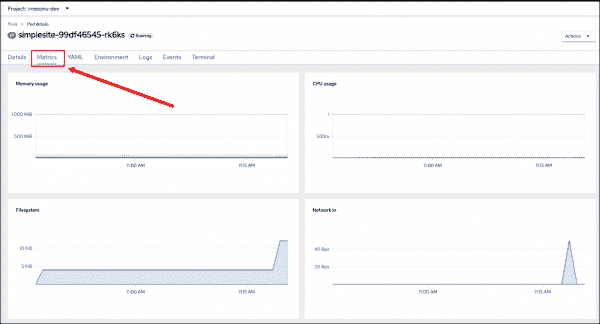 Project: vressnu-dev
Pods > Pod details
P simplesite-99df46545-rk6ks Running
Actions
Details Metrics YAML Environment Logs Events Terminal
Memory usage
1,000 MiB
500 MiB
11:00 AM 11:15 AM
CPU usage
1
500m
11:00 AM 11:15 AM
Filesystem
10 KiB
5 KiB
11:00 AM 11:15 AM
Network in
40 Bps
20 Bps
11:00 AM 11:15 AM